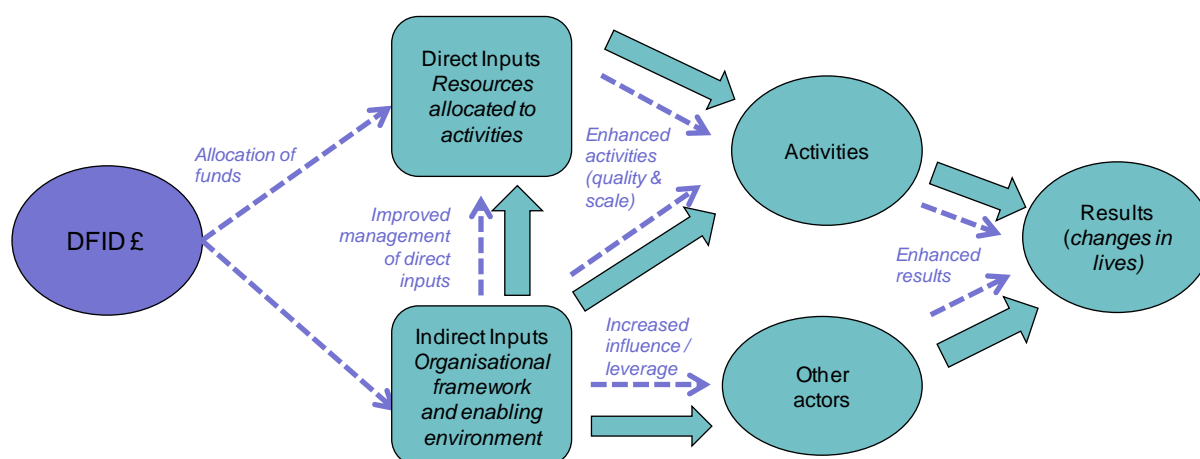 DFID £
Allocation of
funds
Direct Inputs
Resources
allocated to
activities
Improved
management
of direct
inputs
Indirect Inputs
Organisational
framework
and enabling
environment
Enhanced
activities
(quality &
scale)
Increased
influence /
leverage
Activities
Other
actors
Enhanced
results
Results
(changes in
lives)